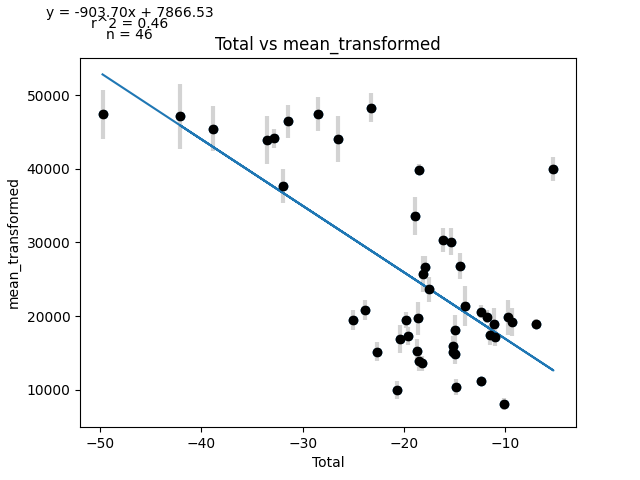 y = -903.70x + 7866.53
r^2 = 0.46
n = 46
Total vs mean_transformed
50000
40000
30000
20000
10000
mean_transformed
−50
−40
−30
−20
−10
Total